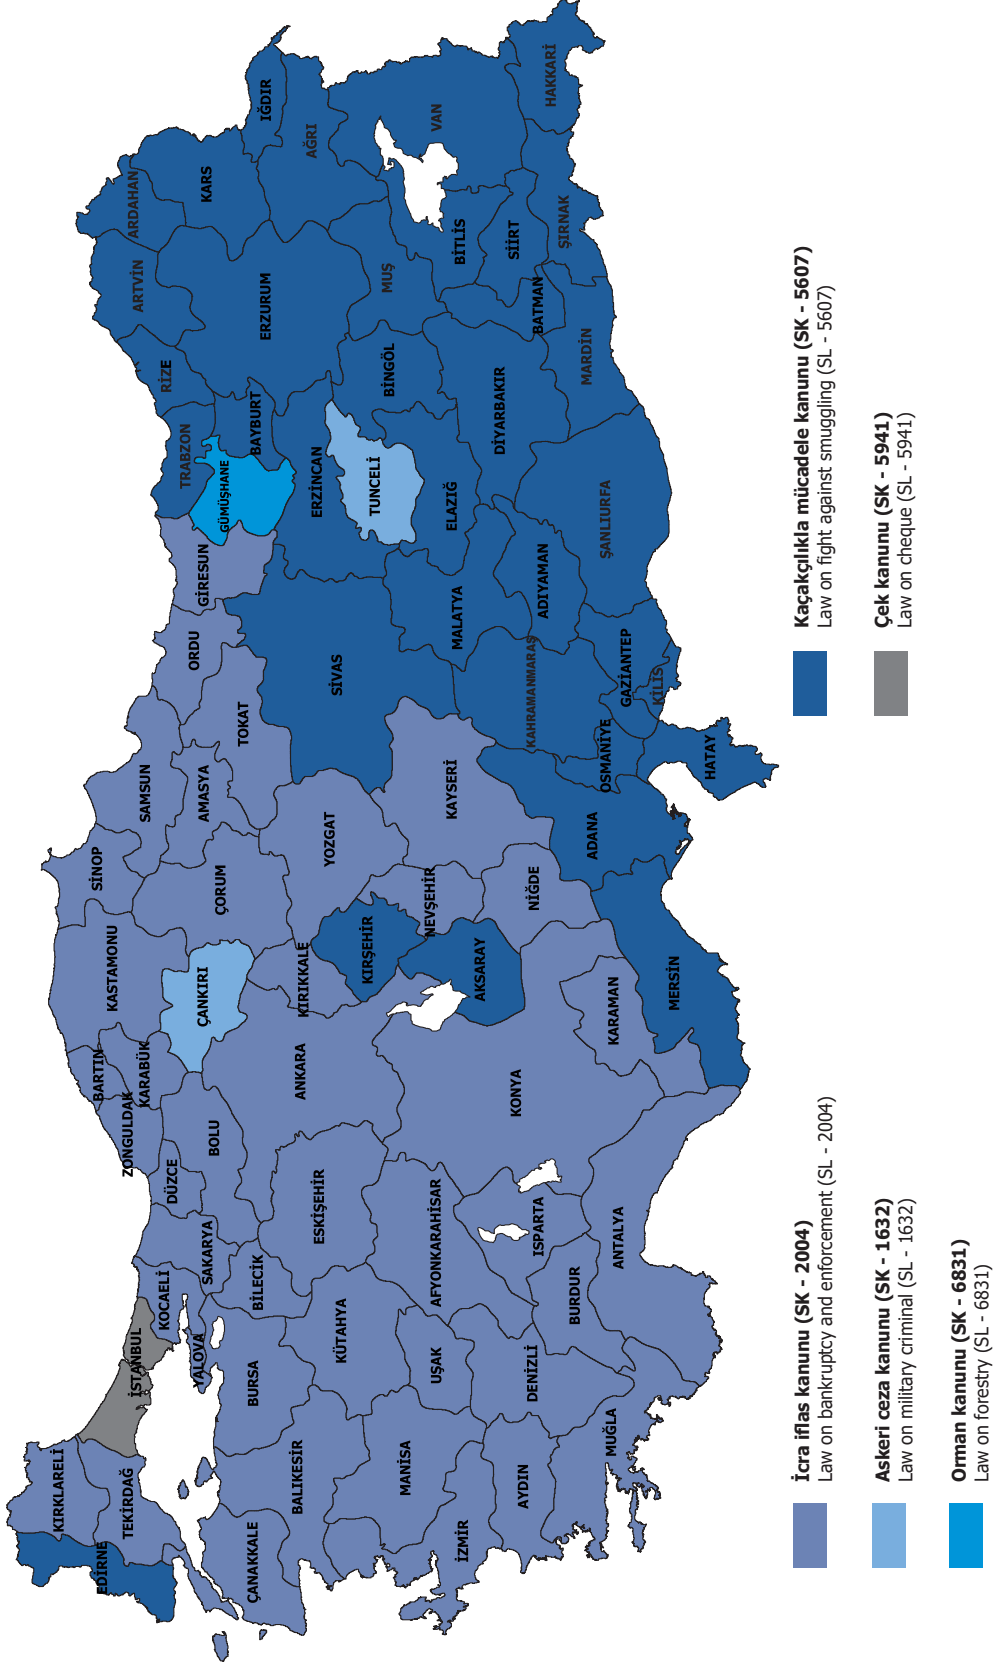 EDİRNE
KIRKLARELİ
TEKİRDAĞ
İSTANBUL
KOCAELİ
YALOVA
SAKARYA
DÜZCE
BOLU
ZONGULDAK
BARTIN
KARABÜK
KASTAMONU
ÇANKIRI
SİNOP
ÇORUM
SAMSUN
AMASYA
TOKAT
ORDU
GİRESUN
GÜMÜŞHANE
TRABZON
BAYBURT
RİZE
ARTVİN
ARDAHAN
KARS
IĞDIR
AĞRI
ERZURUM
ERZİNCAN
TUNCELİ
BİNGÖL
MUŞ
VAN
HAKKARİ
BİTLİS
SİİRT
ŞIRNAK
BATMAN
MARDİN
DİYARBAKIR
ELAZIĞ
MALATYA
ADIYAMAN
ŞANLIURFA
SİVAS
KAHRAMANMARAŞ
GAZİANTEP
KİLİS
OSMANİYE
HATAY
ADANA
KAYSERİ
YOZGAT
NEVŞEHİR
NİĞDE
KIRŞEHİR
AKSARAY
KIRIKKALE
MERSİN
KARAMAN
ANKARA
KONYA
ESKİŞEHİR
BİLECİK
AFYONKARAHİSAR
ISPARTA
ANTALYA
BURDUR
KÜTAHYA
UŞAK
DENİZLİ
BURSA
MUĞLA
BALIKESİR
MANİSA
AYDIN
İZMİR
ÇANAKKALE
İcra iflas kanunu (SK - 2004)
Law on bankruptcy and enforcement (SL - 2004)
Askeri ceza kanunu (SK - 1632)
Law on military criminal (SL - 1632)
Orman kanunu (SK - 6831)
Law on forestry (SL - 6831)
Kaçakçılıkla mücadele kanunu (SK - 5607)
Law on fight against smuggling (SL - 5607)
Çek kanunu (SK - 5941)
Law on cheque (SL - 5941)